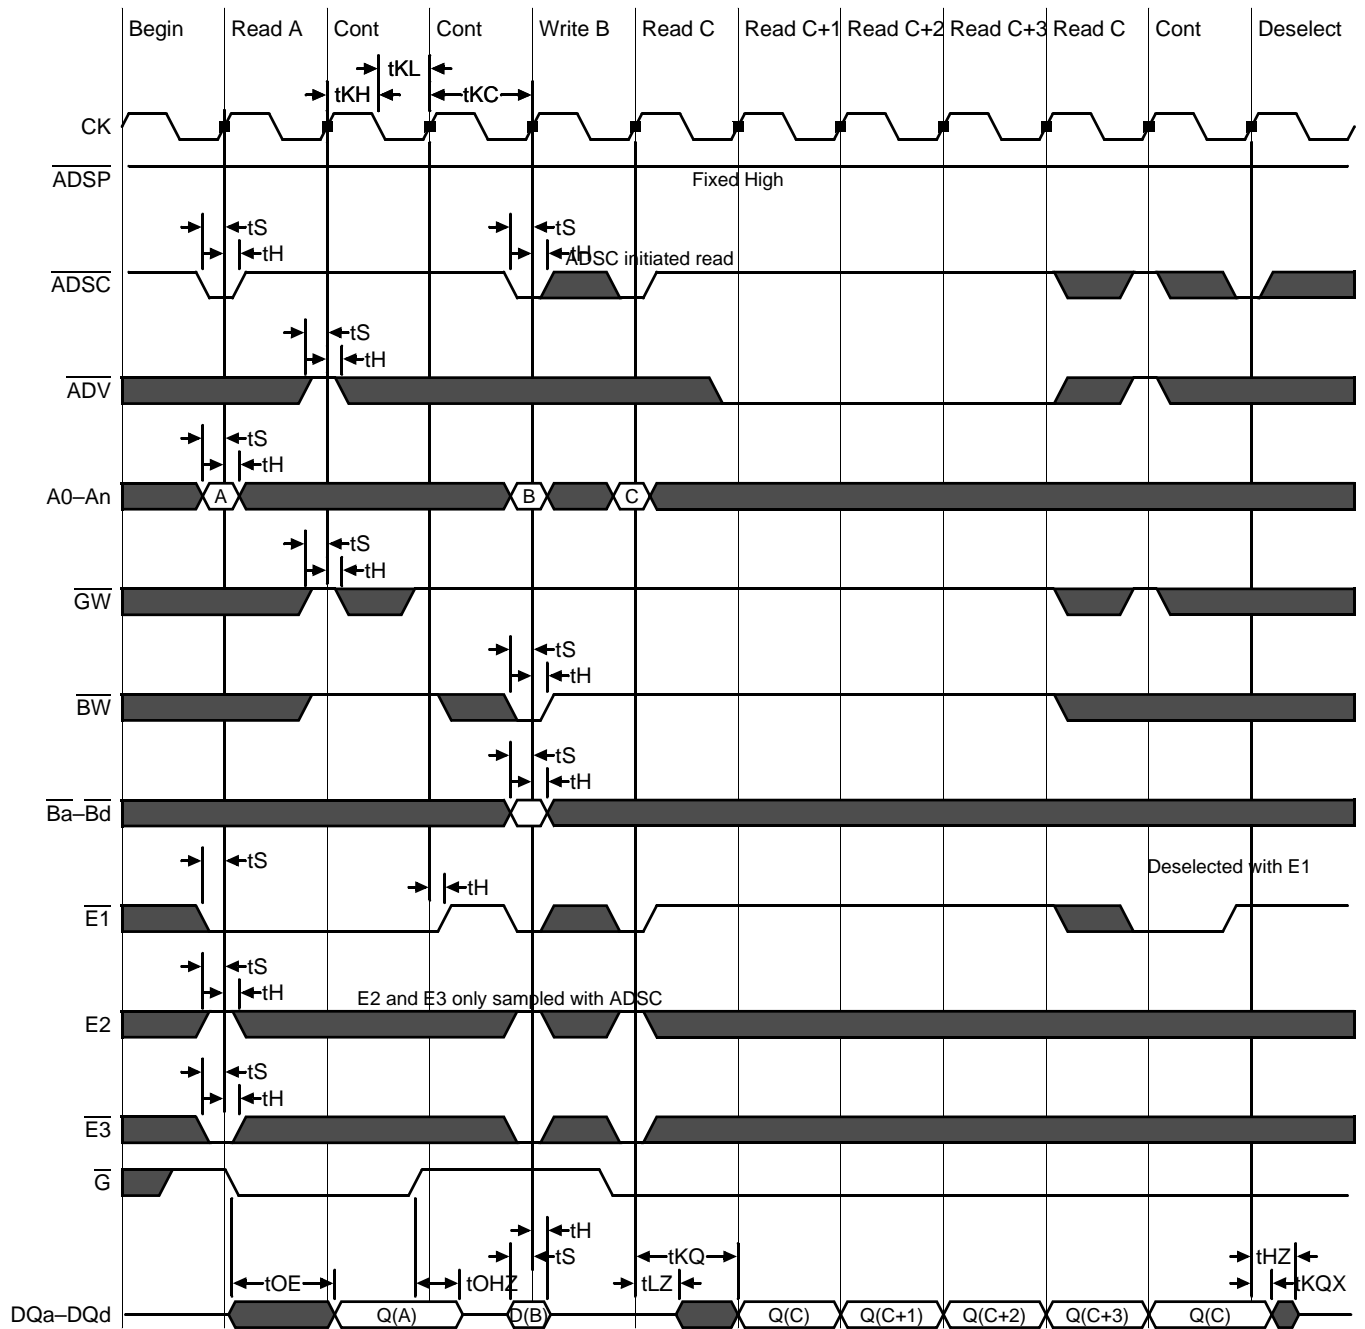 Begin Read A Cont Cont Write B Read C Read C+1 Read C+2 Read C+3 Read C Cont Deselect
tKL
tKH tKC
CK
ADSP
Fixed High
tS tS
tH tH
ADSC initiated read
ADSC
tS
tH
ADV
tS
tH
A0–An A B C
tS
tH
GW
tS
tH
BW
tS
tH
Ba–Bd
tS
Deselected with E1
tH
E1
tS
tH
E2 and E3 only sampled with ADSC
E2
tS
tH
E3
G
tH
tS tKQ tHZ
tOE tOHZ tLZ tKQX
DQa–DQd Q(A) D(B) Q(C) Q(C+1) Q(C+2) Q(C+3) Q(C)